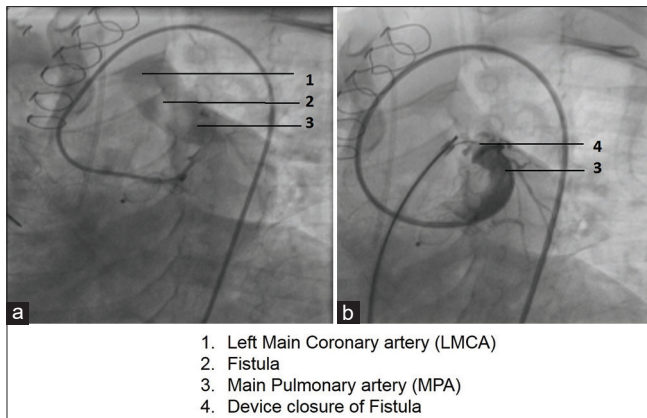 1
2
3
4
3
a
b
1. Left Main Coronary artery (LMCA)
2. Fistula
3. Main Pulmonary artery (MPA)
4. Device closure of Fistula